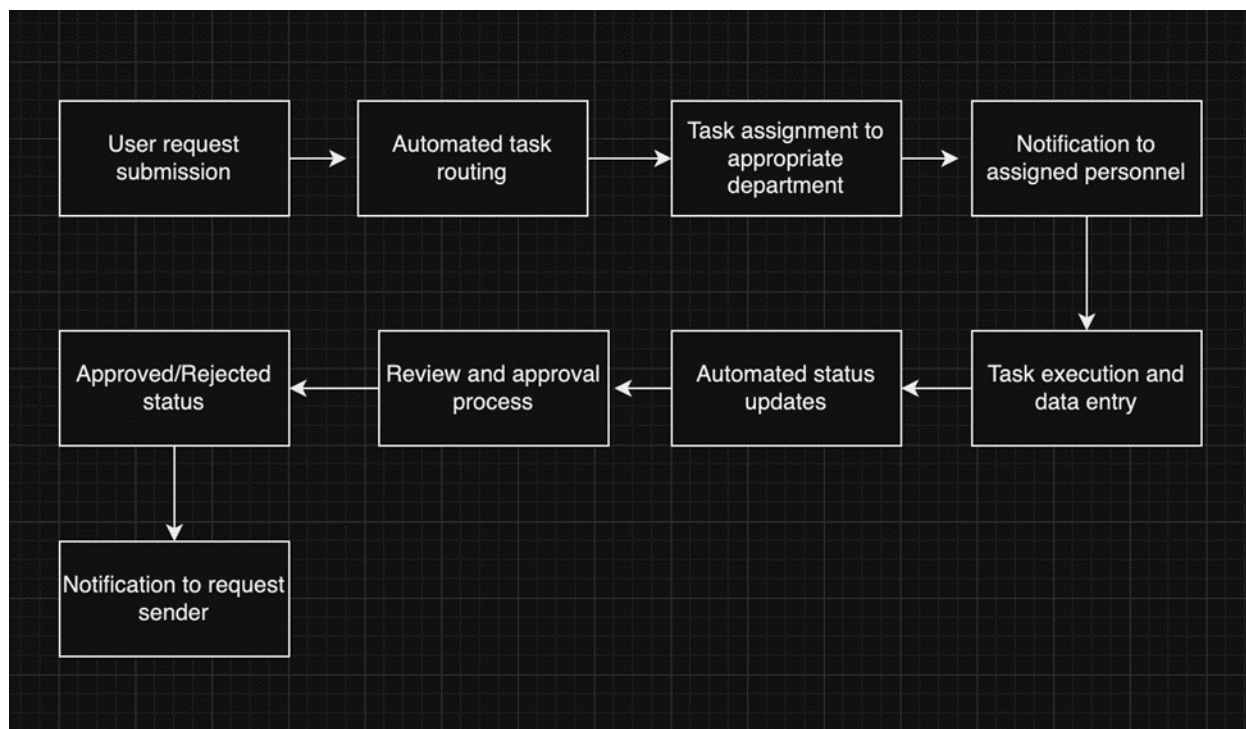 User request
submission
Automated task
routing
Task assignment to
appropriate
department
Notification to
assigned personnel
Approved/Rejected
status
Review and approval
process
Automated status
updates
Task execution and
data entry
Notification to request
sender